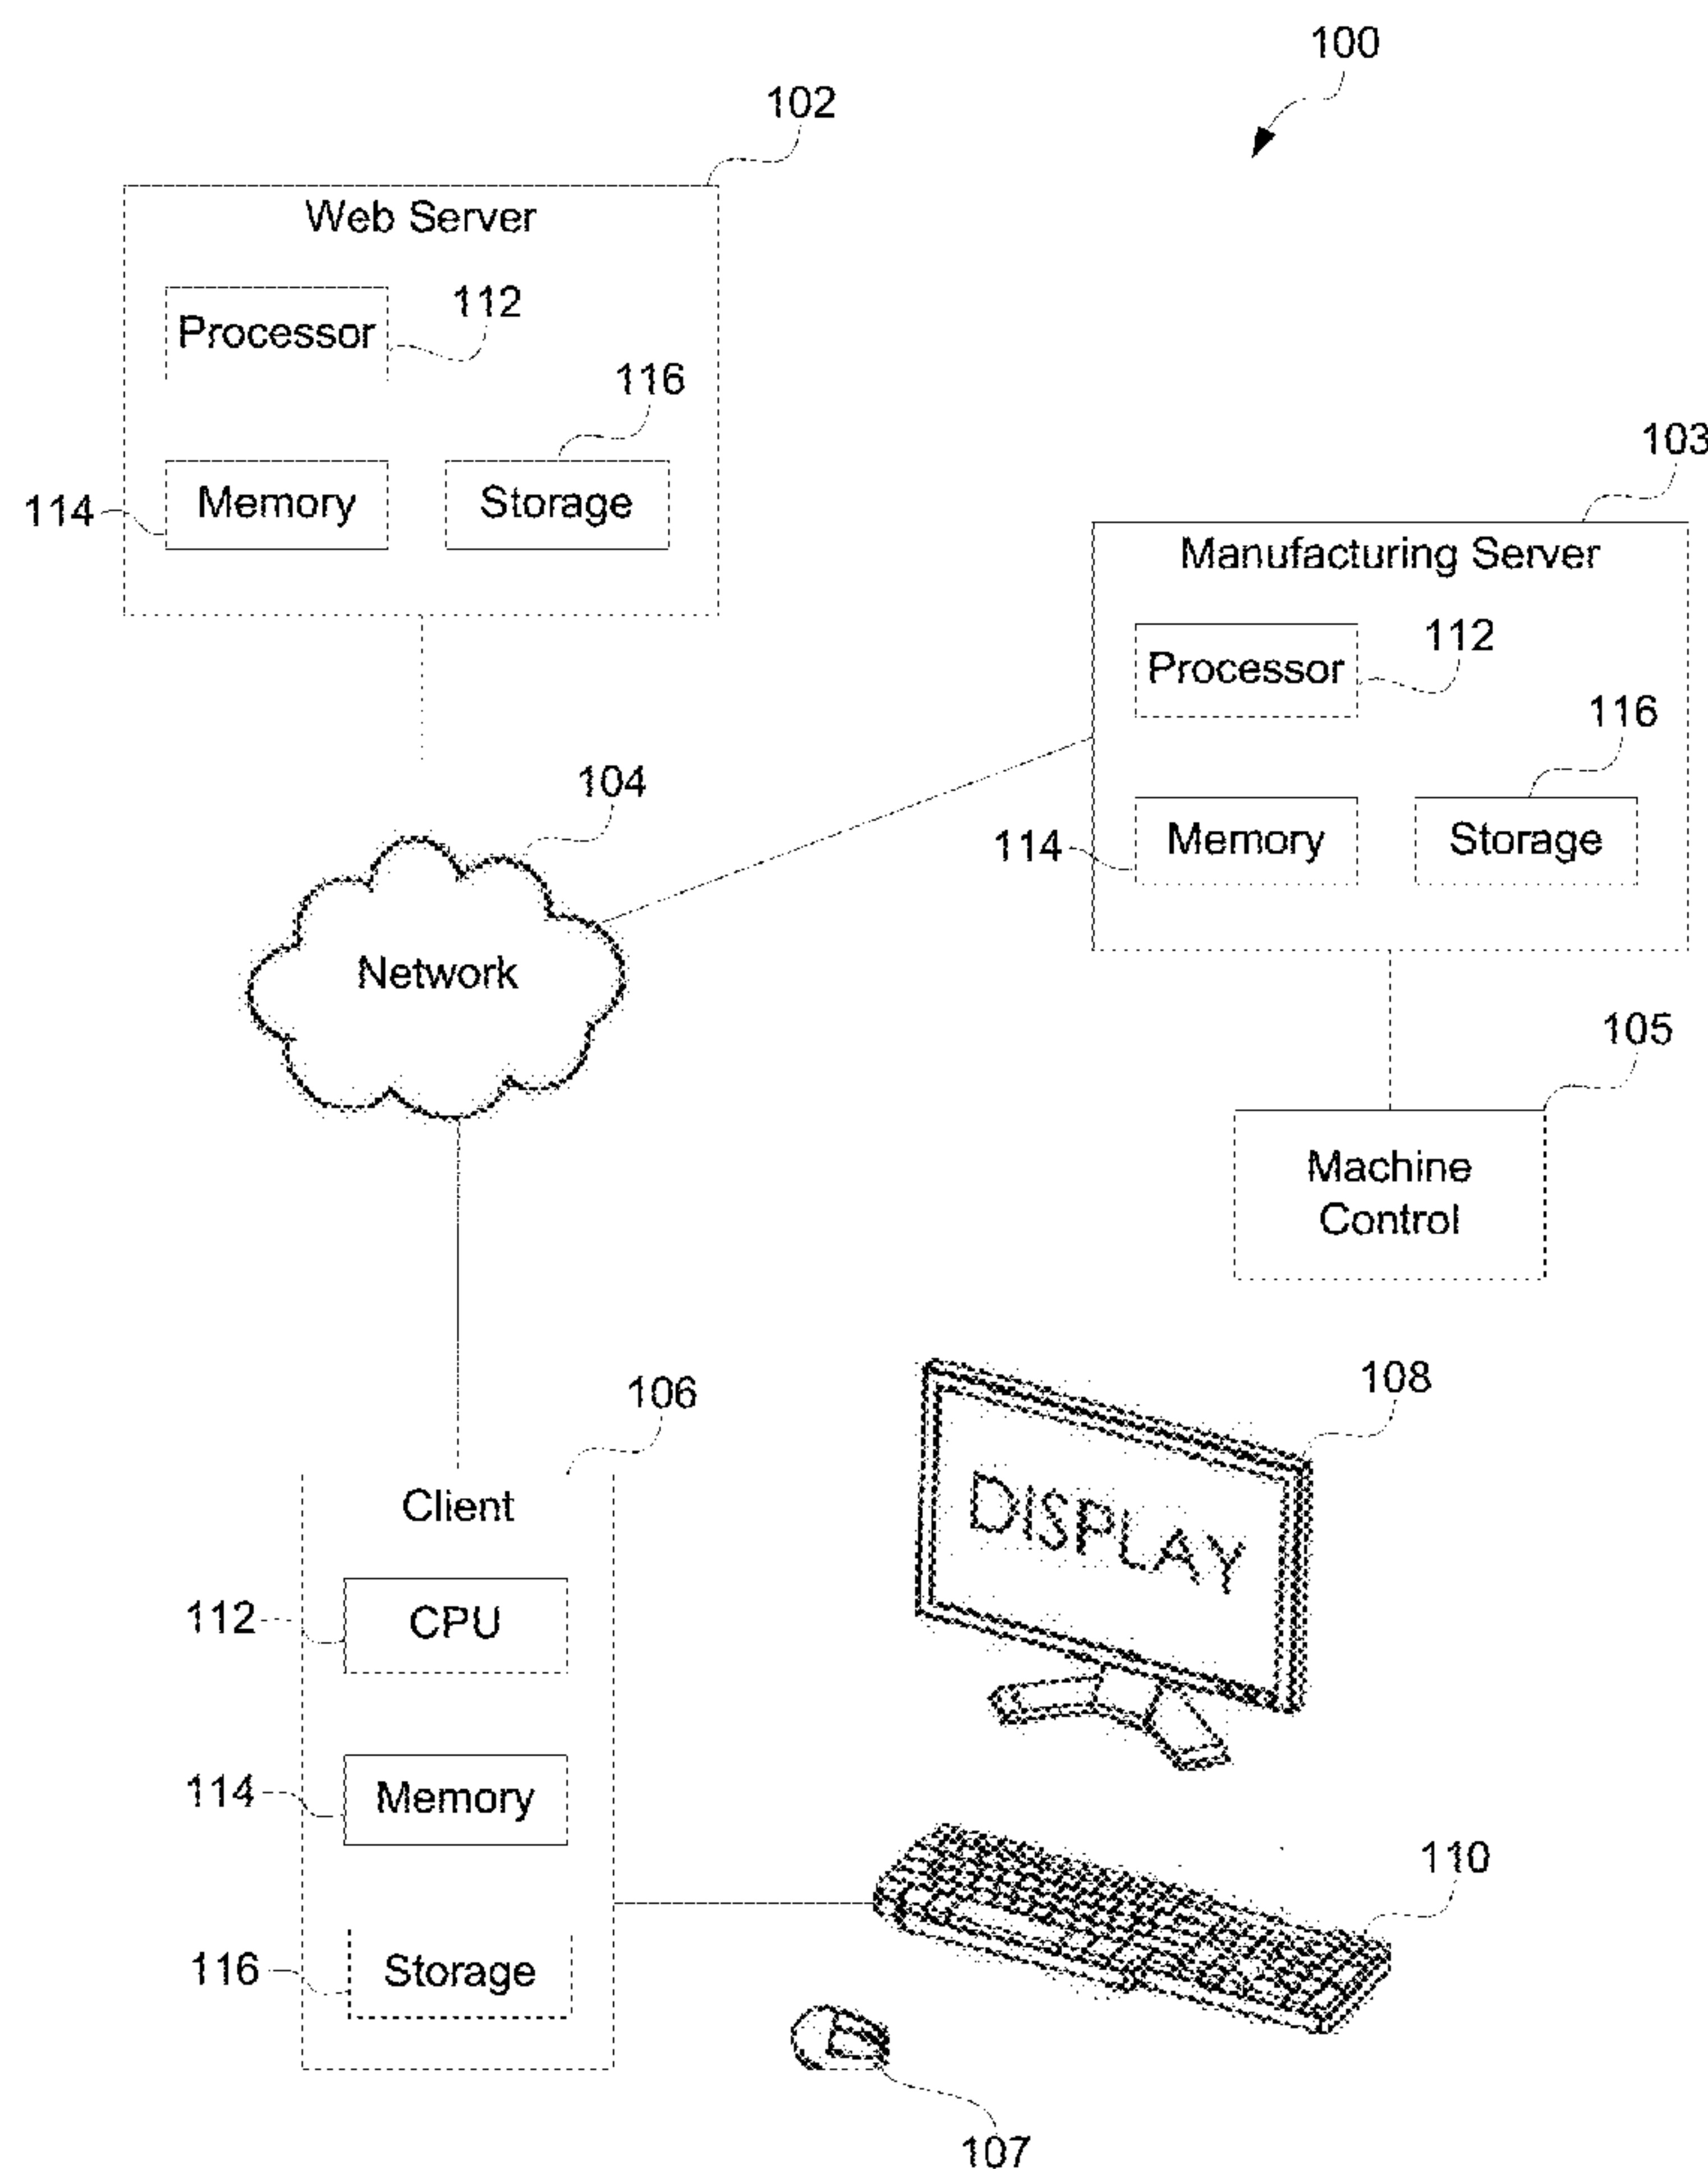 100
102
Web Server
Processor
112
116
Memory
Storage
114
103
Manufacturing Server
Processor
112
116
Memory
Storage
114
104
Network
105
Machine
Control
106
Client
112
CPU
114
Memory
116
Storage
108
DISPLAY
110
107